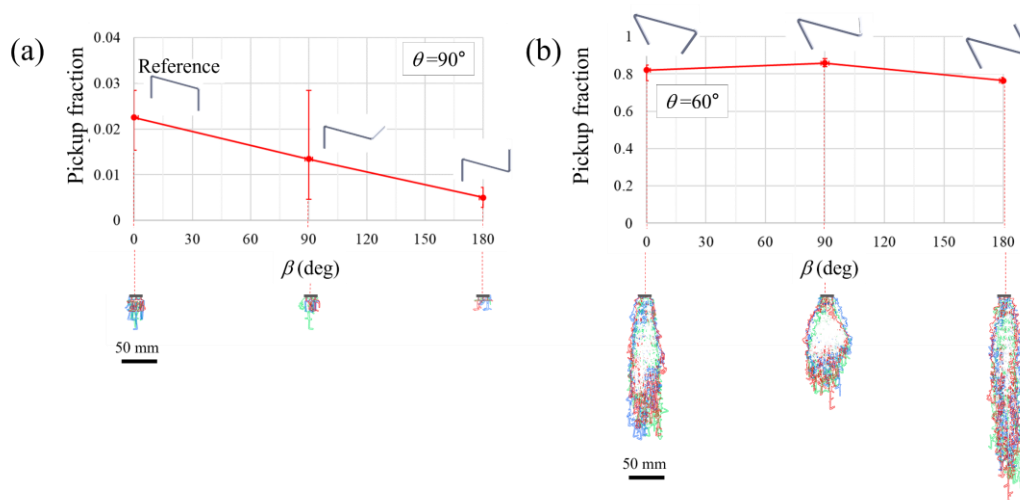 (a)
Pickup fraction
0.04
0.03
0.02
0.01
0
Reference
θ=90°
0 30 60 90 120 150 180
β (deg)
50 mm
(b)
Pickup fraction
1
0.8
0.6
0.4
0.2
0
θ=60°
0 30 60 90 120 150 180
β (deg)
50 mm